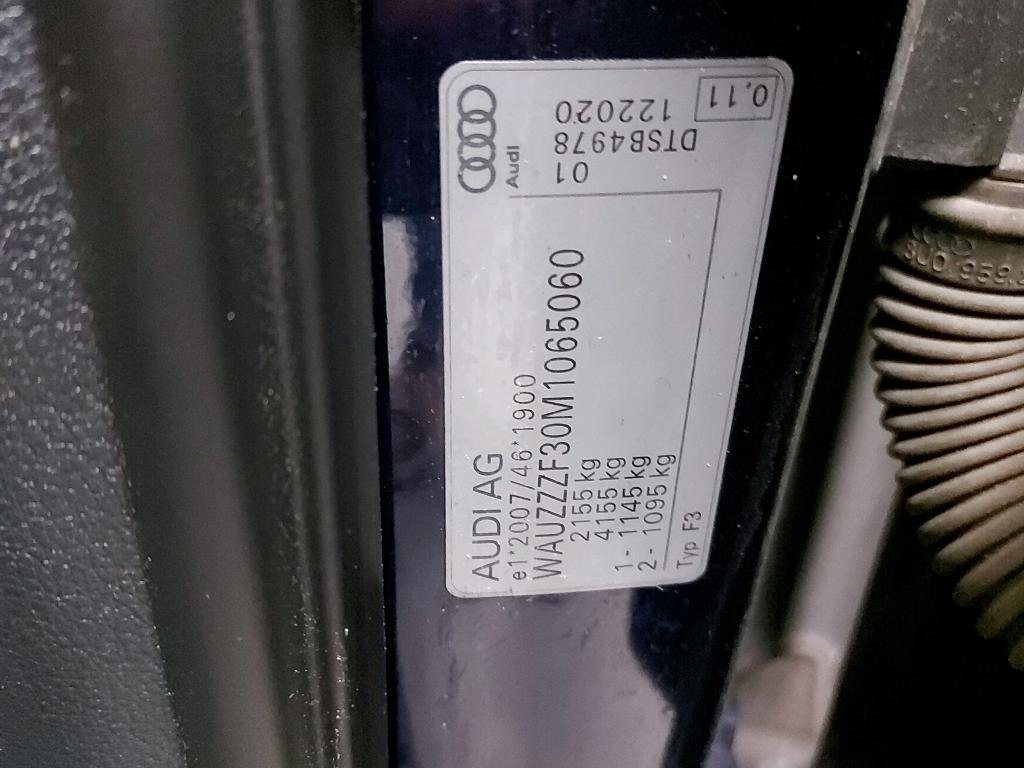 AUDI AG
e1*2007/46*1900
WAUZZZF30M1065060
2155 kg
4155 kg
1- 1145 kg
2- 1095 kg
Typ F3
Audi
01
DTSB4978
122020
0.11